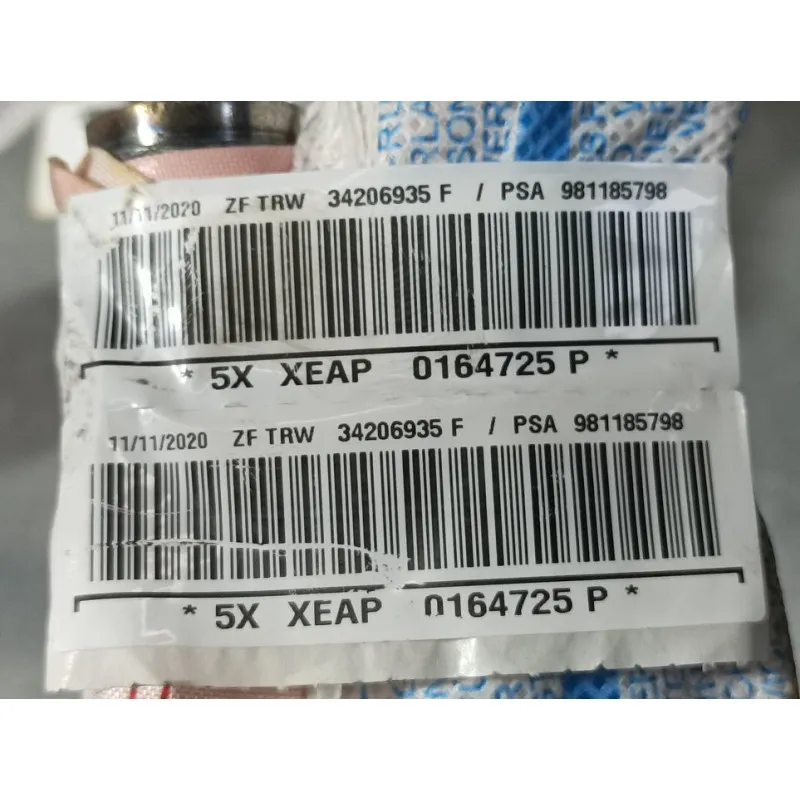 11/11/2020 ZF TRW 34206935 F / PSA 981185798
* 5X XEAP 0164725 P *
11/11/2020 ZF TRW 34206935 F / PSA 981185798
* 5X XEAP 0164725 P *